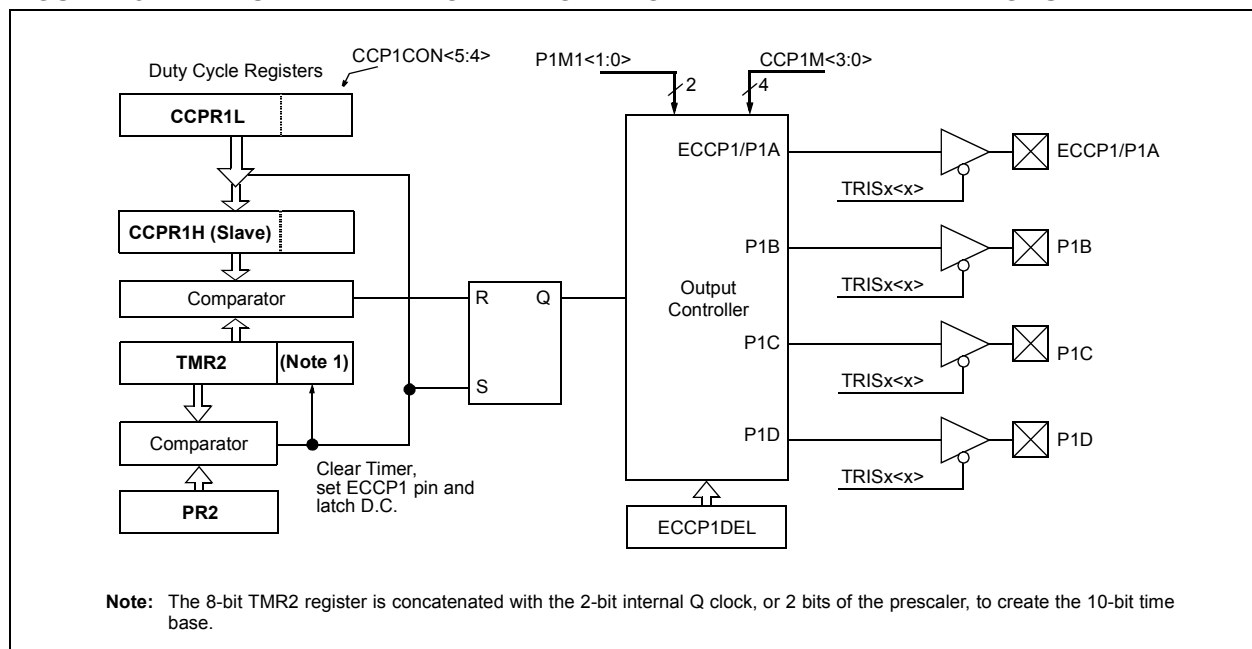 CCP1CON<5:4>
Duty Cycle Registers
CCPR1L
CCPR1H (Slave)
Comparator
TMR2
(Note 1)
Comparator
PR2
Clear Timer,
set ECCP1 pin and
latch D.C.
R
Q
S
P1M1<1:0>
2
CCP1M<3:0>
4
Output
Controller
ECCP1/P1A
P1B
P1C
P1D
ECCP1DEL
TRISx<x>
ECCP1/P1A
TRISx<x>
P1B
TRISx<x>
P1C
TRISx<x>
P1D
Note: The 8-bit TMR2 register is concatenated with the 2-bit internal Q clock, or 2 bits of the prescaler, to create the 10-bit time
base.